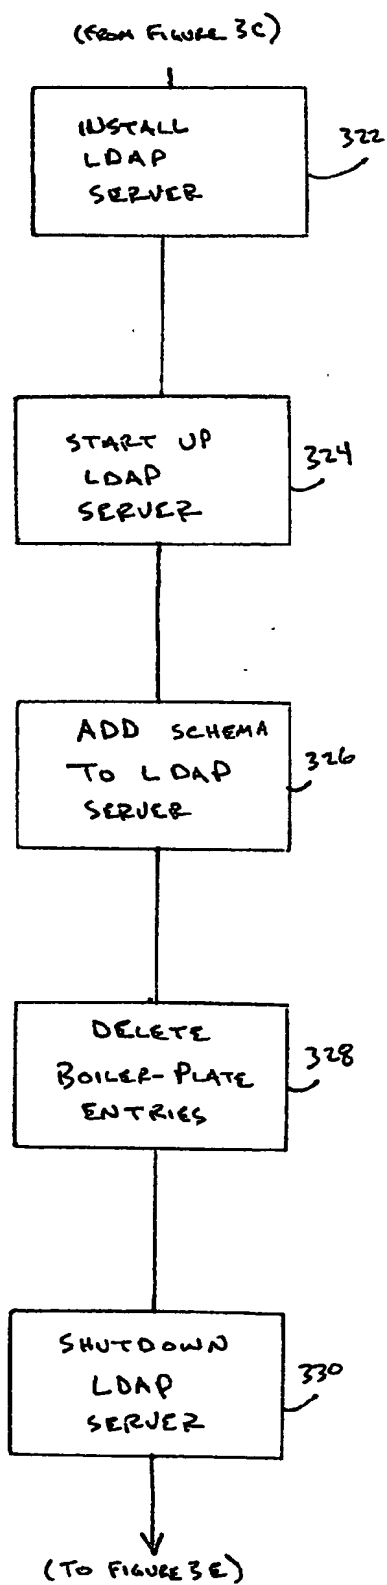 (FROM FIGURE 3C)
INSTALL
LDAP
SERVER
322
START UP
LDAP
SERVER
324
ADD SCHEMA
TO LDAP
SERVER
326
DELETE
BOILER-PLATE
ENTRIES
328
SHUTDOWN
LDAP
SERVER
330
(TO FIGURE 3E)